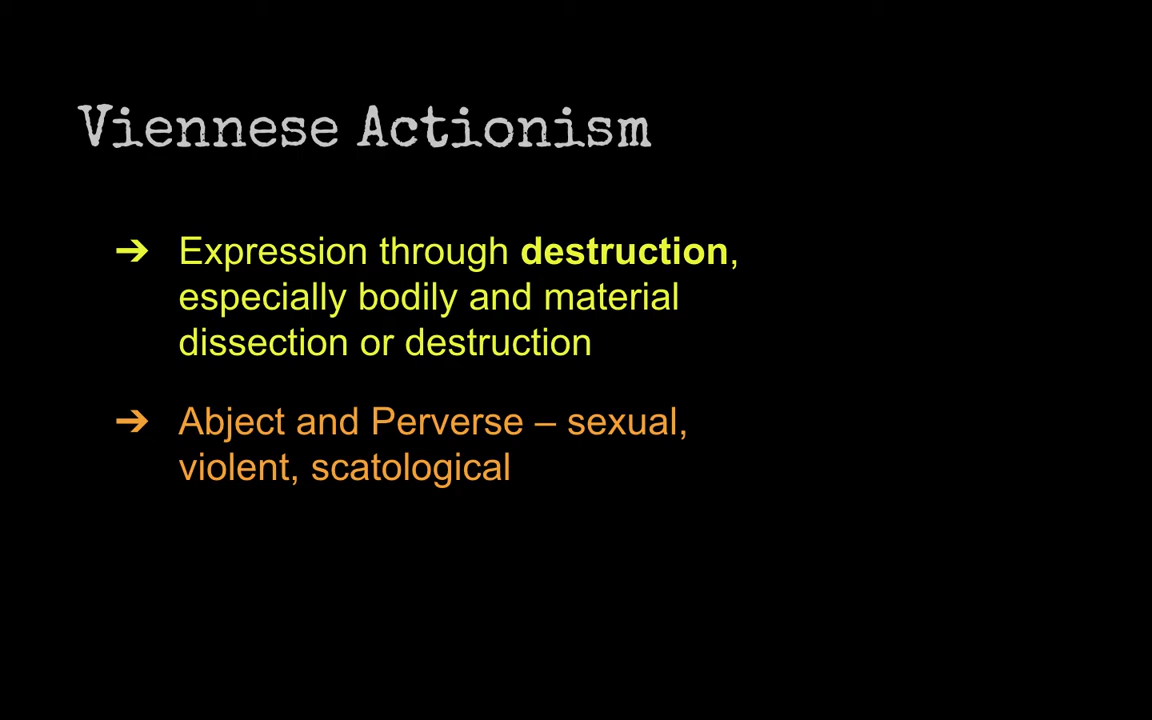 Viennese Actionism
➔ Expression through destruction,
especially bodily and material
dissection or destruction
➔ Abject and Perverse – sexual,
violent, scatological